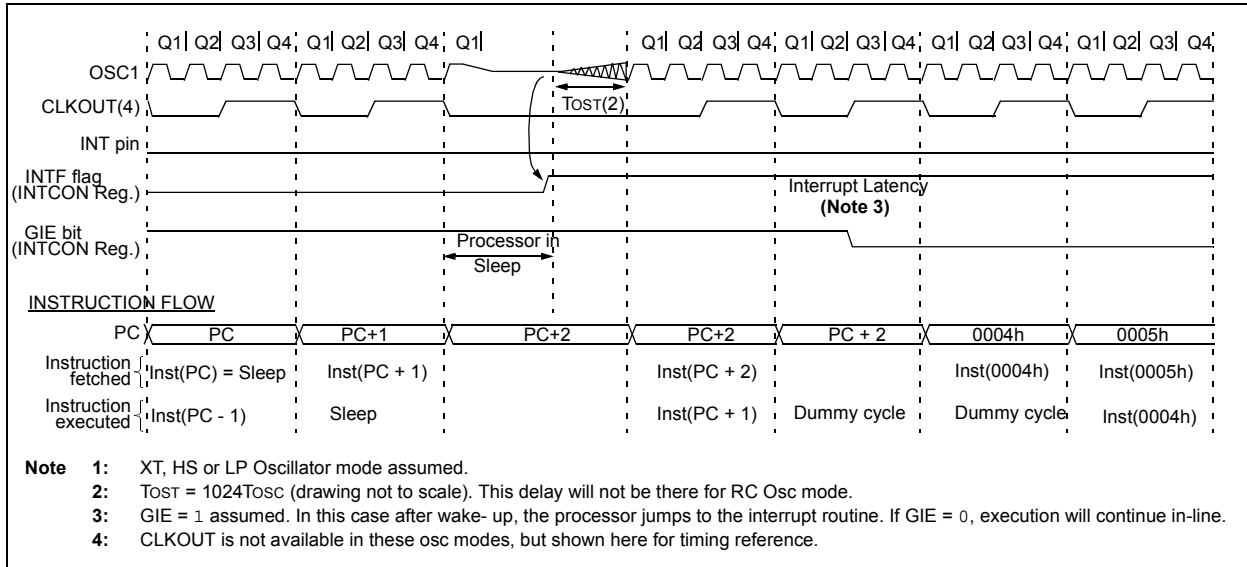 Q1 Q2 Q3 Q4 Q1 Q2 Q3 Q4 Q1 Q1 Q2 Q3 Q4 Q1 Q2 Q3 Q4 Q1 Q2 Q3 Q4 Q1 Q2 Q3 Q4
OSC1
TOST(2)
CLKOUT(4)
INT pin
INTF flag
(INTCON Reg.)
Interrupt Latency
(Note 3)
GIE bit
(INTCON Reg.)
Processor in
Sleep
INSTRUCTION FLOW
PC PC PC+1 PC+2 PC+2 PC + 2 0004h 0005h
Instruction
fetched Inst(PC) = Sleep Inst(PC + 1) Inst(PC + 2) Inst(0004h) Inst(0005h)
Instruction
executed Inst(PC - 1) Sleep Inst(PC + 1) Dummy cycle Dummy cycle Inst(0004h)
Note 1: XT, HS or LP Oscillator mode assumed.
2: TOST = 1024TOSC (drawing not to scale). This delay will not be there for RC Osc mode.
3: GIE = 1 assumed. In this case after wake- up, the processor jumps to the interrupt routine. If GIE = 0, execution will continue in-line.
4: CLKOUT is not available in these osc modes, but shown here for timing reference.